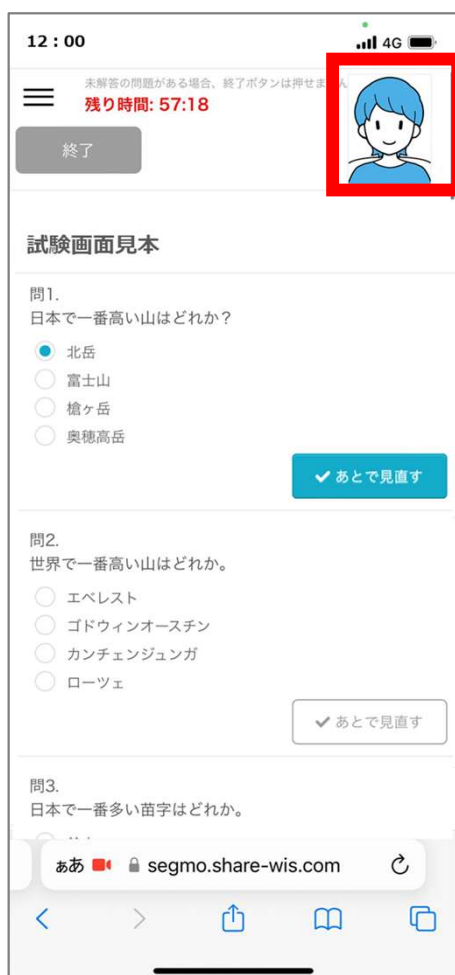 12：00
4G
未解答の問題がある場合、終了ボタンは押せません
残り時間: 57:18
終了
試験画面見本
問1.
日本で一番高い山はどれか？
北岳
富士山
槍ヶ岳
奥穂高岳
あとで見直す
問2.
世界で一番高い山はどれか。
エベレスト
ゴドウィンオースチン
カンチェンジュンガ
ローツェ
あとで見直す
問3.
日本で一番多い苗字はどれか。
ぁあ segmo.share-wis.com